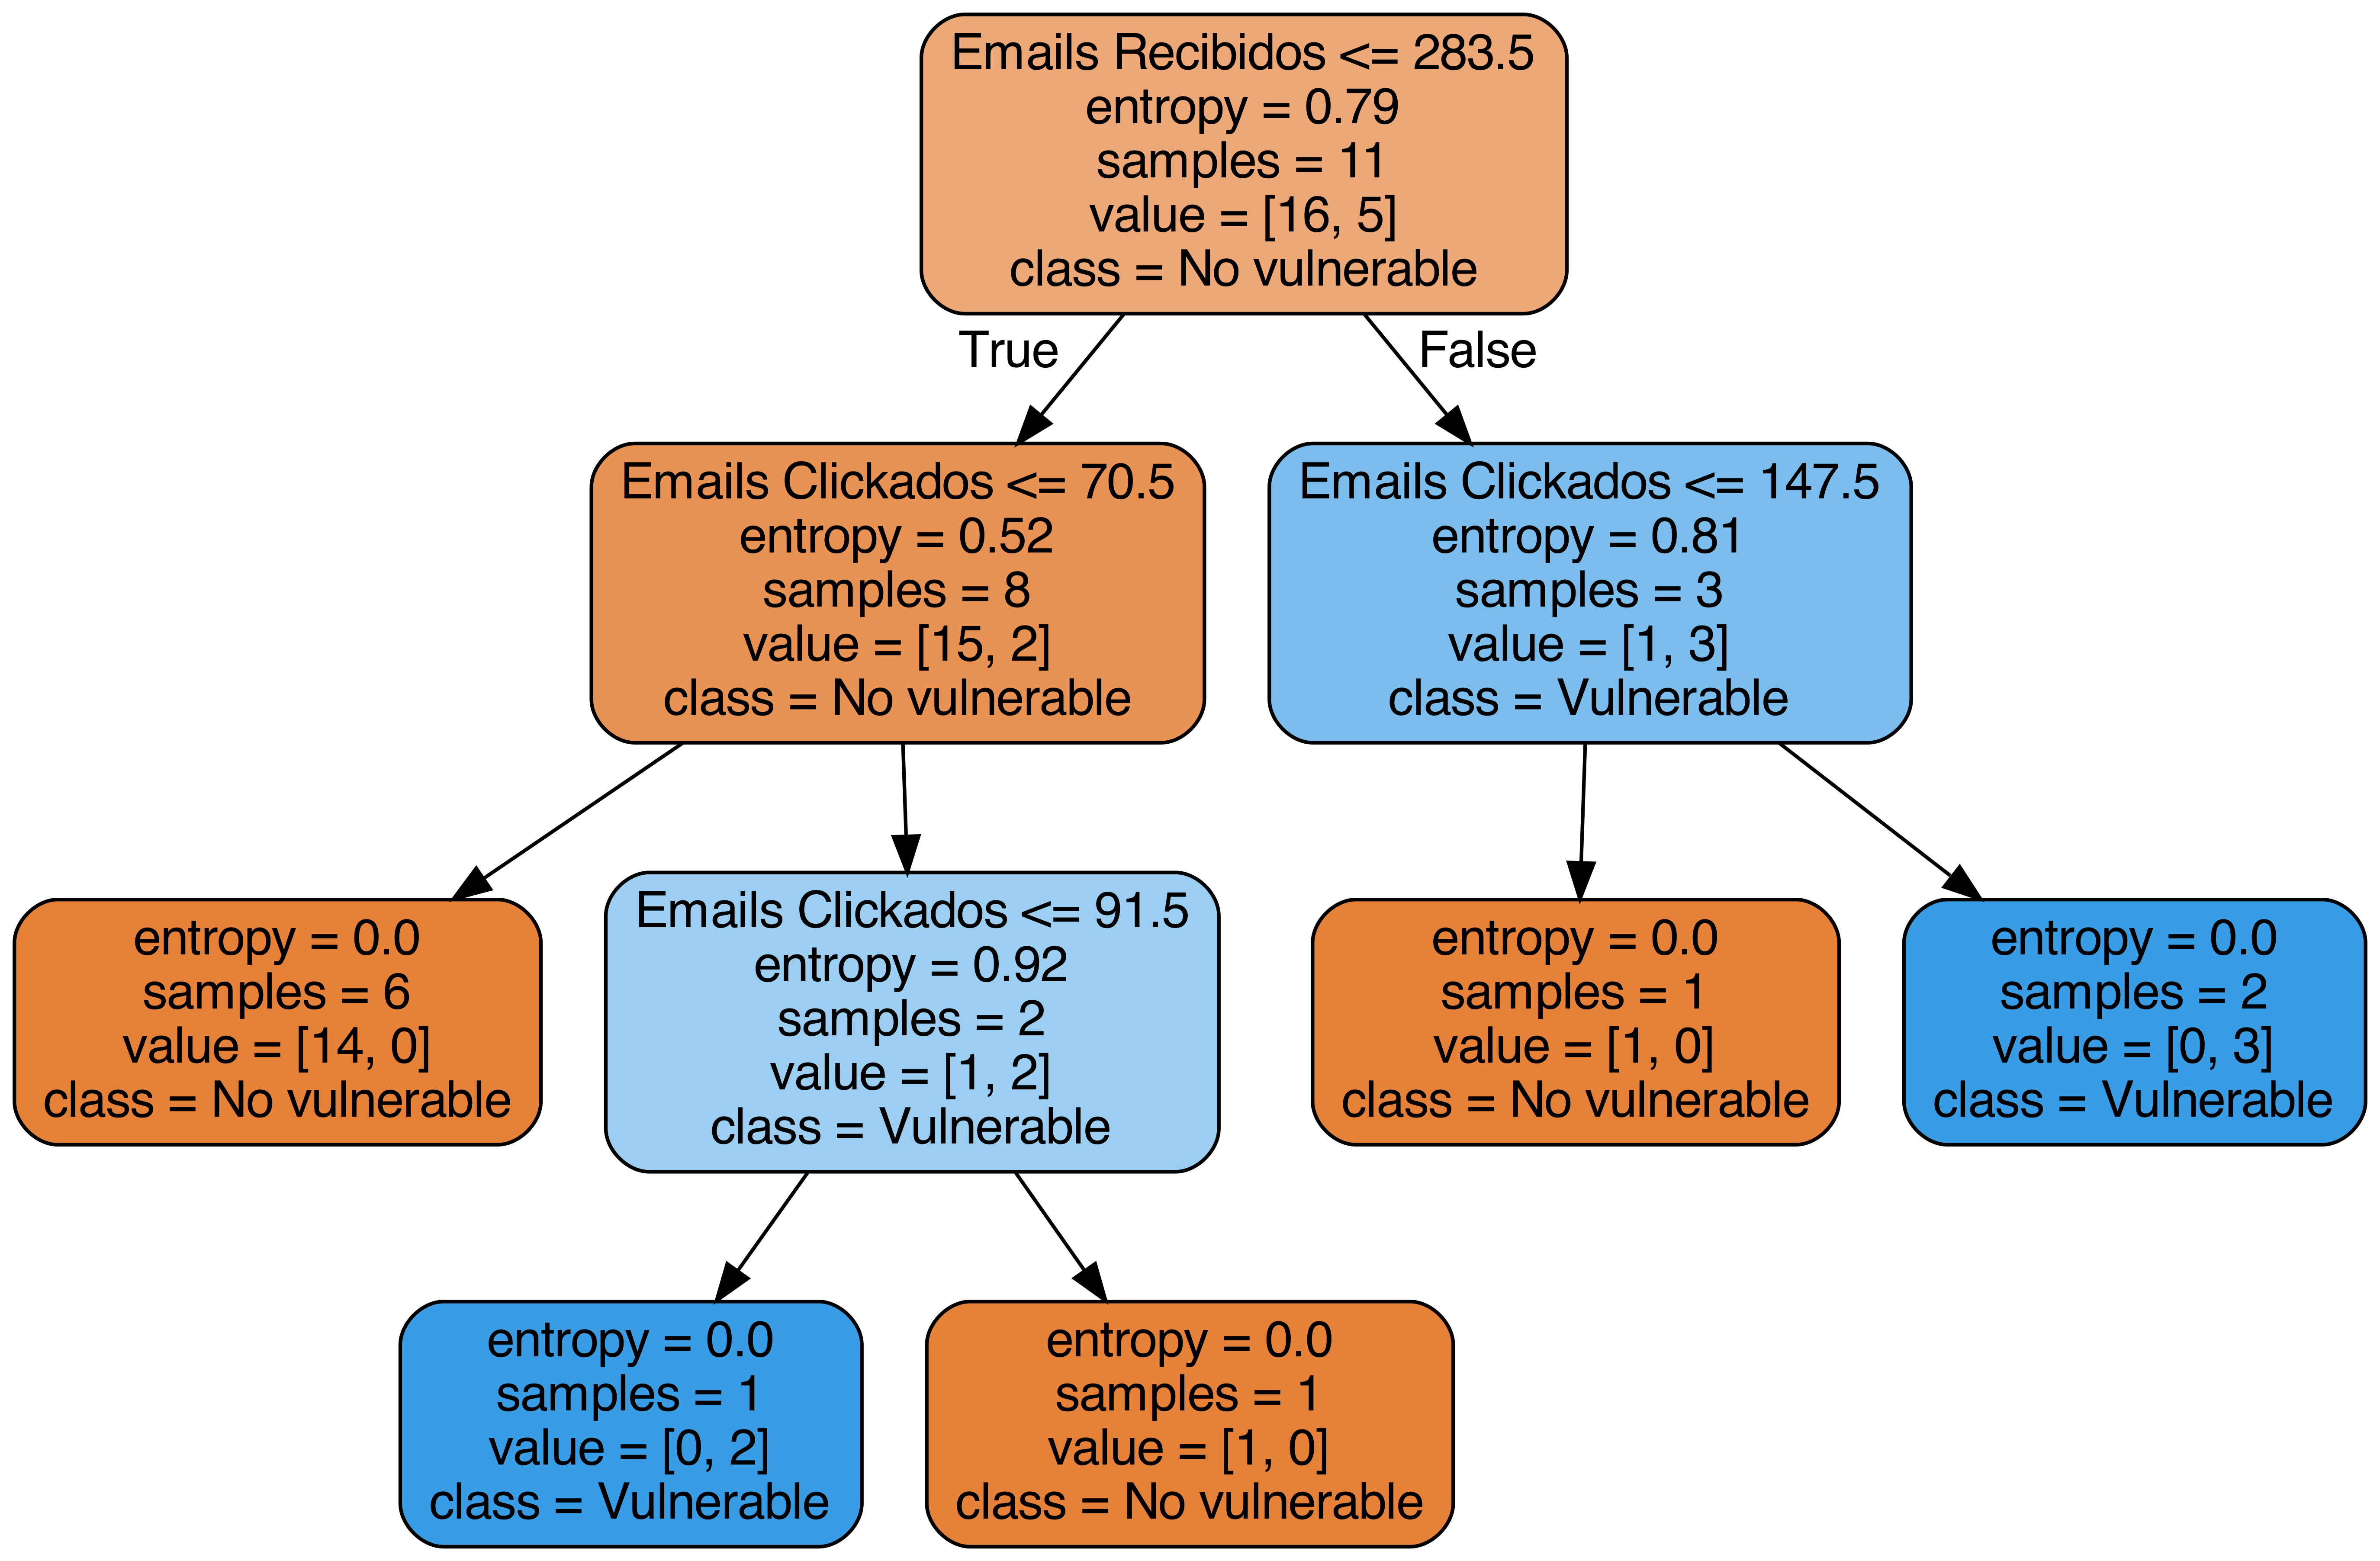 Emails Recibidos <= 283.5
entropy = 0.79
samples = 11
value = [16, 5]
class = No vulnerable
True
False
Emails Clickados <= 70.5
entropy = 0.52
samples = 8
value = [15, 2]
class = No vulnerable
Emails Clickados <= 147.5
entropy = 0.81
samples = 3
value = [1, 3]
class = Vulnerable
entropy = 0.0
samples = 6
value = [14, 0]
class = No vulnerable
Emails Clickados <= 91.5
entropy = 0.92
samples = 2
value = [1, 2]
class = Vulnerable
entropy = 0.0
samples = 1
value = [1, 0]
class = No vulnerable
entropy = 0.0
samples = 2
value = [0, 3]
class = Vulnerable
entropy = 0.0
samples = 1
value = [0, 2]
class = Vulnerable
entropy = 0.0
samples = 1
value = [1, 0]
class = No vulnerable